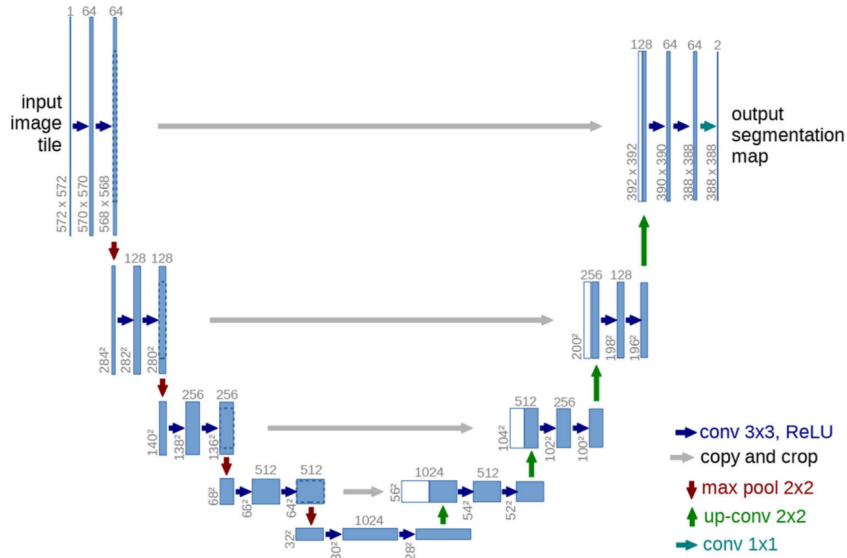 1 64 64
128 64 64 2
input
image
tile
output
segmentation
map
572 x 572
570 x 570
568 x 568
392 x 392
390 x 390
388 x 388
388 x 388
128 128
256 128
284²
282²
280²
200²
198²
196²
256 256
512 256
140²
138²
136²
104²
102²
100²
512 512
1024 512
68²
66²
64²
56²
54²
52²
1024
32²
30²
28²
conv 3x3, ReLU
copy and crop
max pool 2x2
up-conv 2x2
conv 1x1